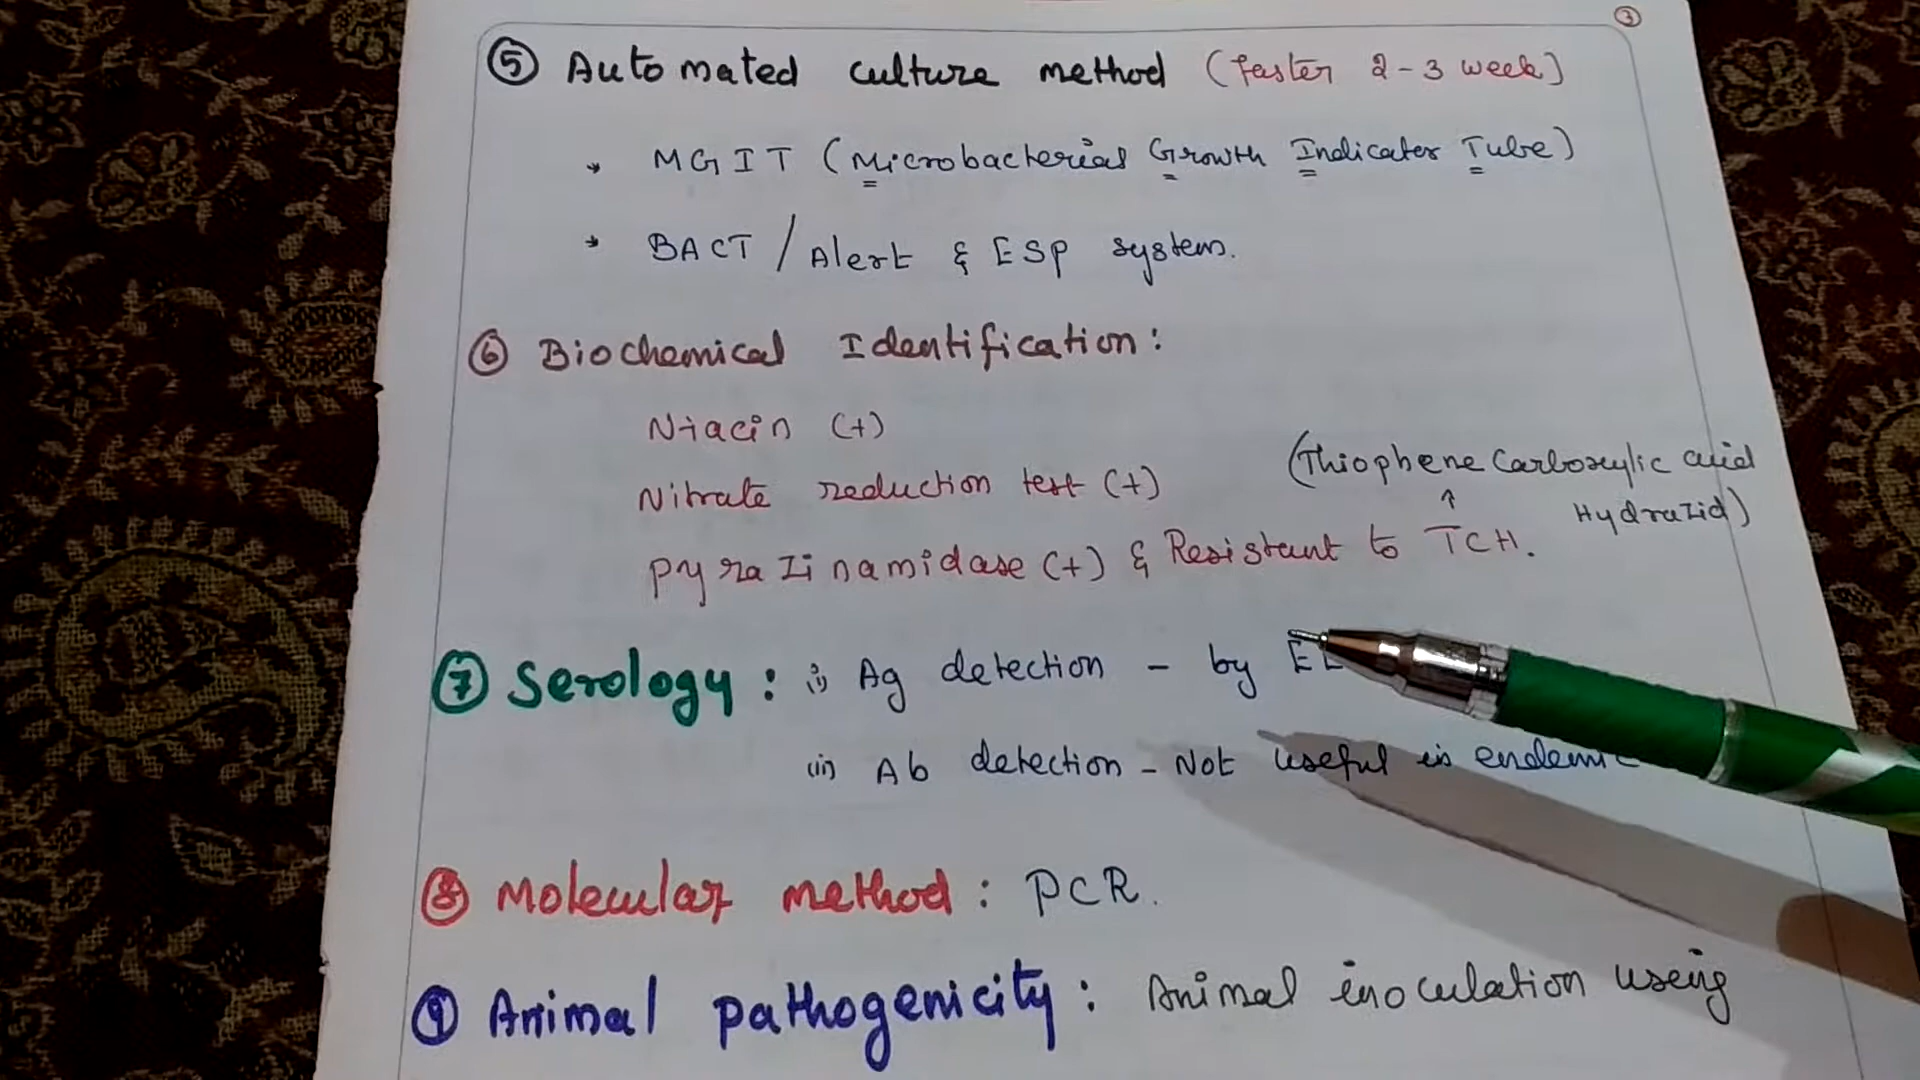 3
5 Automated culture method (faster 2-3 week)
MGIT (Microbacterial Growth Indicator Tube)
BACT / Alert & ESP system.
6 Biochemical Identification:
Niacin (+)
Nitrate reduction test (+)
(Thiophene Carboxylic acid
↑ Hydrazid)
PyraZinamidase (+) & Resistant to TCH.
7 Serology: i) Ag detection - by
(ii) Ab detection - Not useful in endemic
8 Molecular method: PCR.
9 Animal pathogenicity: Animal inoculation using